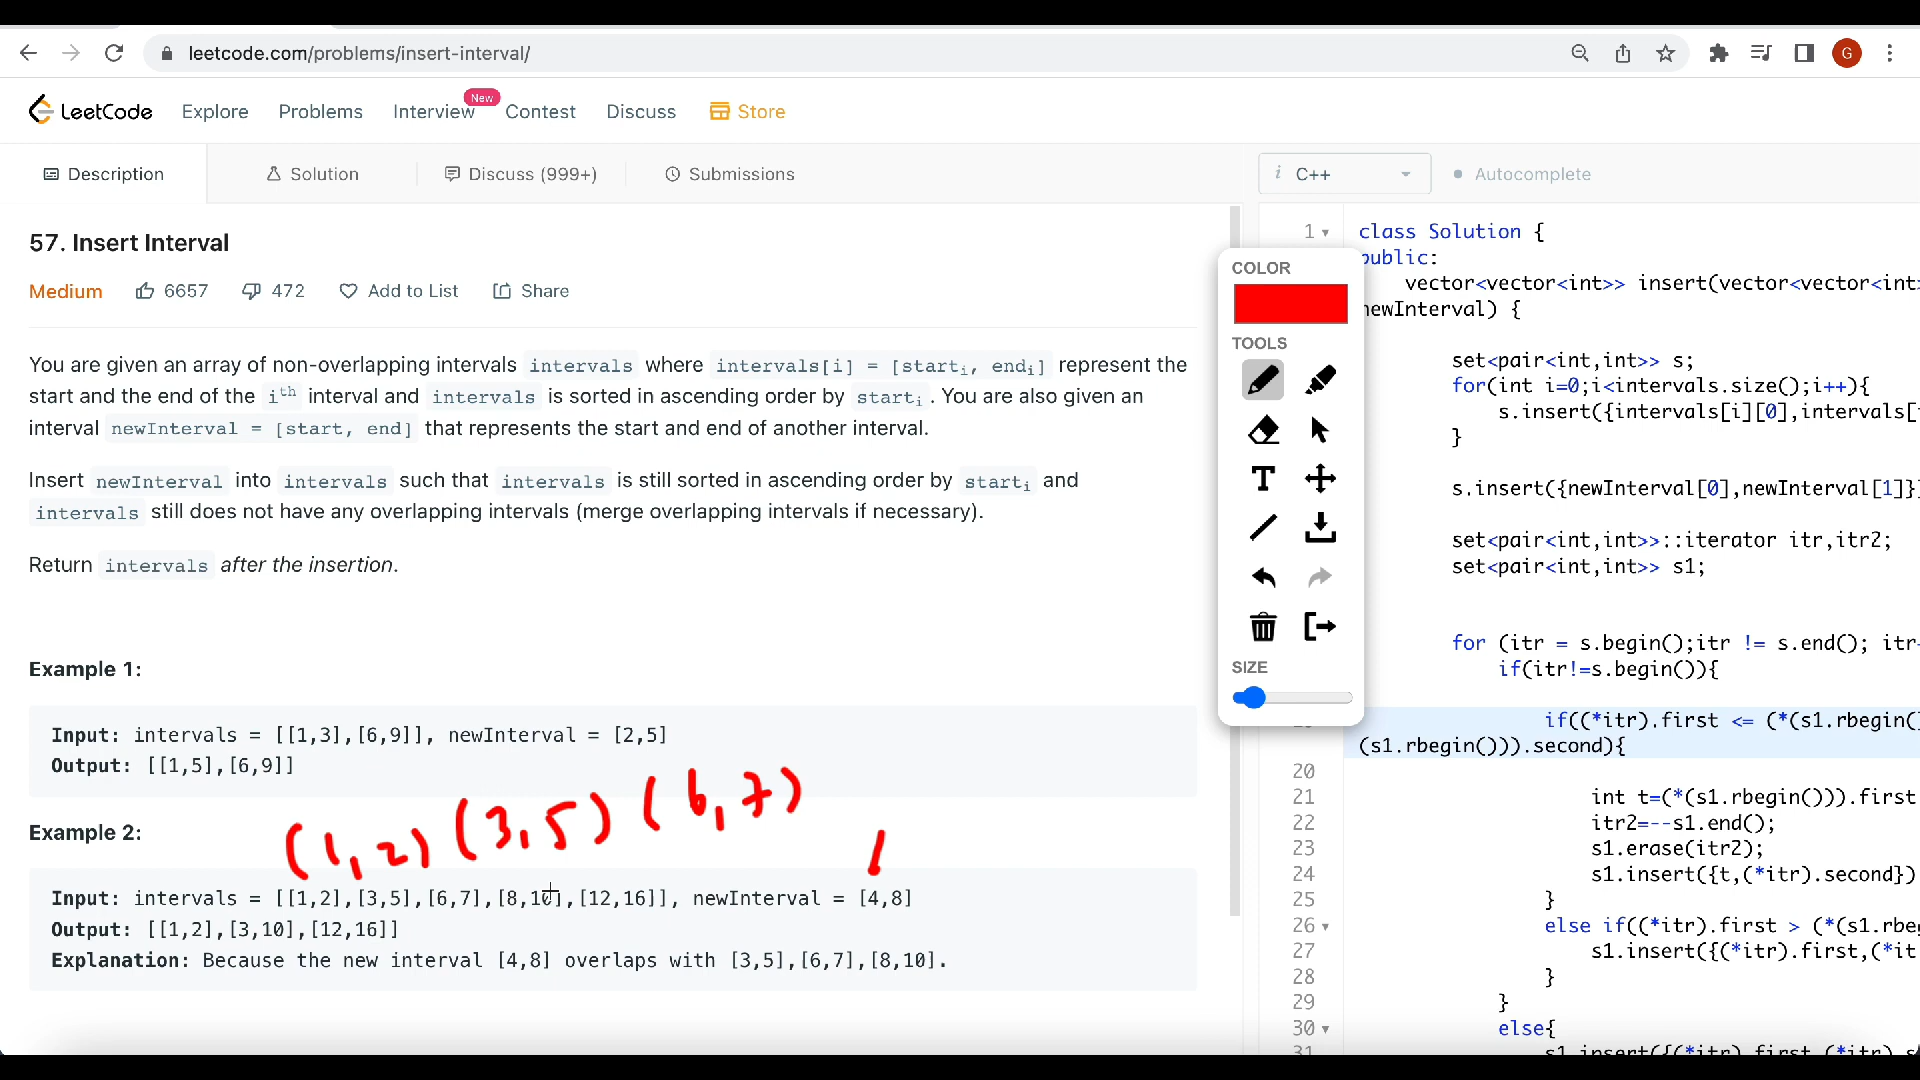 leetcode.com/problems/insert-interval/
G
LeetCode Explore Problems Interview New Contest Discuss Store
Description Solution Discuss (999+) Submissions
i C++ Autocomplete
57. Insert Interval
Medium 6657 472 Add to List Share
You are given an array of non-overlapping intervals intervals where intervals[i] = [starti, endi] represent the
start and the end of the ith interval and intervals is sorted in ascending order by starti. You are also given an
interval newInterval = [start, end] that represents the start and end of another interval.
Insert newInterval into intervals such that intervals is still sorted in ascending order by starti and
intervals still does not have any overlapping intervals (merge overlapping intervals if necessary).
Return intervals after the insertion.
Example 1:
Input: intervals = [[1,3],[6,9]], newInterval = [2,5]
Output: [[1,5],[6,9]]
(1,2) (3,5) (6,7)
Example 2:
Input: intervals = [[1,2],[3,5],[6,7],[8,10],[12,16]], newInterval = [4,8]
Output: [[1,2],[3,10],[12,16]]
Explanation: Because the new interval [4,8] overlaps with [3,5],[6,7],[8,10].
COLOR
TOOLS
T
SIZE
1 class Solution {
public:
vector<vector<int>> insert(vector<vector<int>
newInterval) {
set<pair<int,int>> s;
for(int i=0;i<intervals.size();i++){
s.insert({intervals[i][0],intervals[
}
s.insert({newInterval[0],newInterval[1]}
set<pair<int,int>>::iterator itr,itr2;
set<pair<int,int>> s1;
for (itr = s.begin();itr != s.end(); itr
if(itr!=s.begin()){
if((*itr).first <= (*(s1.rbegin()
(s1.rbegin())).second){
20
21 int t=(*(s1.rbegin())).first
22 itr2=--s1.end();
23 s1.erase(itr2);
24 s1.insert({t,(*itr).second})
25 }
26 else if((*itr).first > (*(s1.rbeg
27 s1.insert({(*itr).first,(*it
28 }
29 }
30 else{
31 s1.insert({(*itr).first,(*itr).s